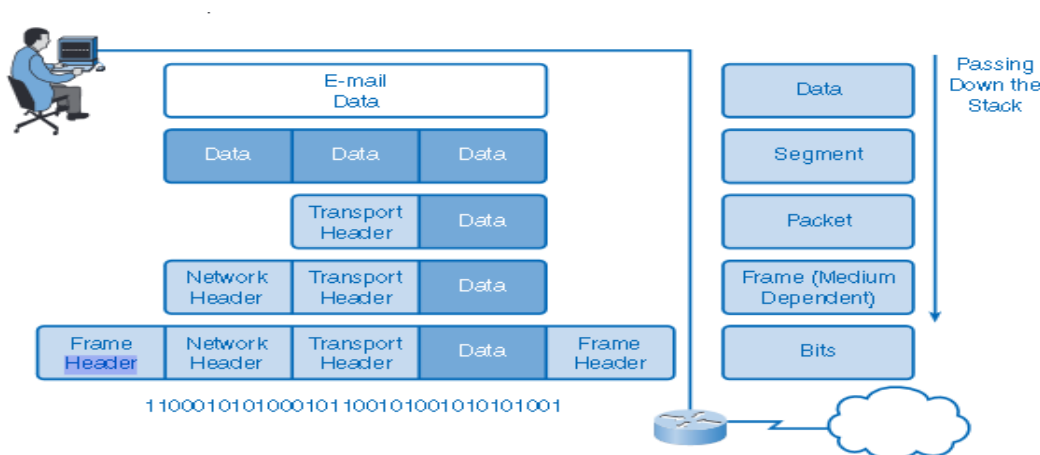 E-mail
Data
Data
Passing
Down the
Stack
Data Data Data
Segment
Transport
Header
Data
Packet
Network
Header
Transport
Header
Data
Frame (Medium
Dependent)
Frame
Header
Network
Header
Transport
Header
Data
Frame
Header
Bits
110001010100010110010100101010101001